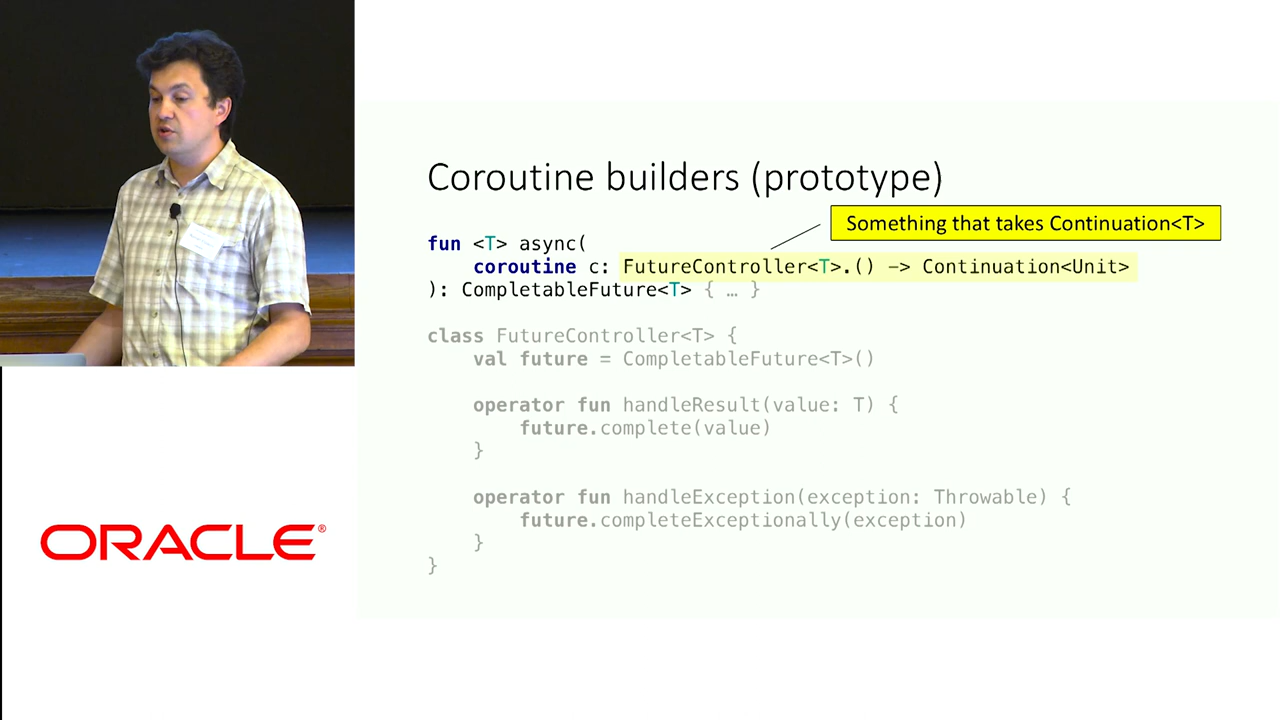 Coroutine builders (prototype)
Something that takes Continuation<T>
fun <T> async(
coroutine c: FutureController<T>.() -> Continuation<Unit>
): CompletableFuture<T> { … }
class FutureController<T> {
val future = CompletableFuture<T>()
operator fun handleResult(value: T) {
future.complete(value)
}
operator fun handleException(exception: Throwable) {
future.completeExceptionally(exception)
}
}
ORACLE®